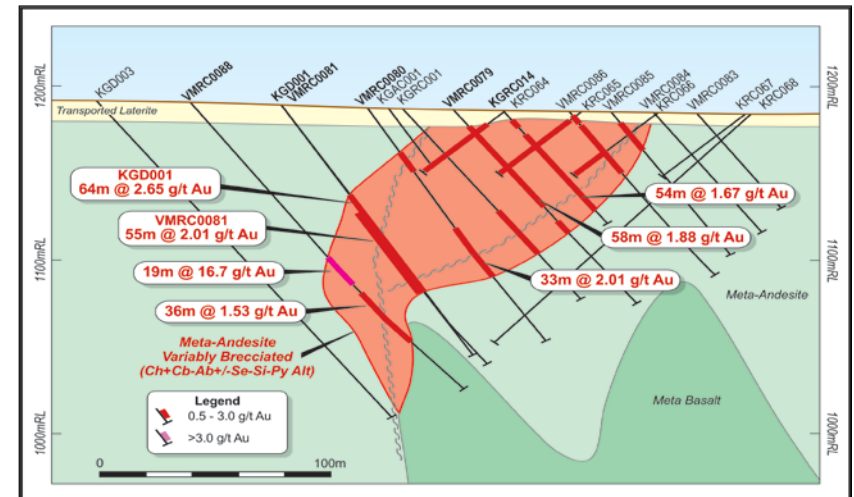 KGD003
VMRC0088
KGD001
VMRC0081
VMRC0080
KGAC001
KGRC001
VMRC0079
KGRC014
KRC064
VMRC0086
KRC065
VMRC0085
VMRC0084
KRC066
VMRC0083
KRC067
KRC068
1200mRL
1200mRL
Transported Laterite
KGD001
64m @ 2.65 g/t Au
54m @ 1.67 g/t Au
VMRC0081
55m @ 2.01 g/t Au
58m @ 1.88 g/t Au
1100mRL
1100mRL
19m @ 16.7 g/t Au
33m @ 2.01 g/t Au
Meta-Andesite
36m @ 1.53 g/t Au
Meta-Andesite
Variably Brecciated
(Ch+Cb-Ab+/-Se-Si-Py Alt)
Meta Basalt
Legend
0.5 - 3.0 g/t Au
>3.0 g/t Au
1000mRL
1000mRL
0
100m